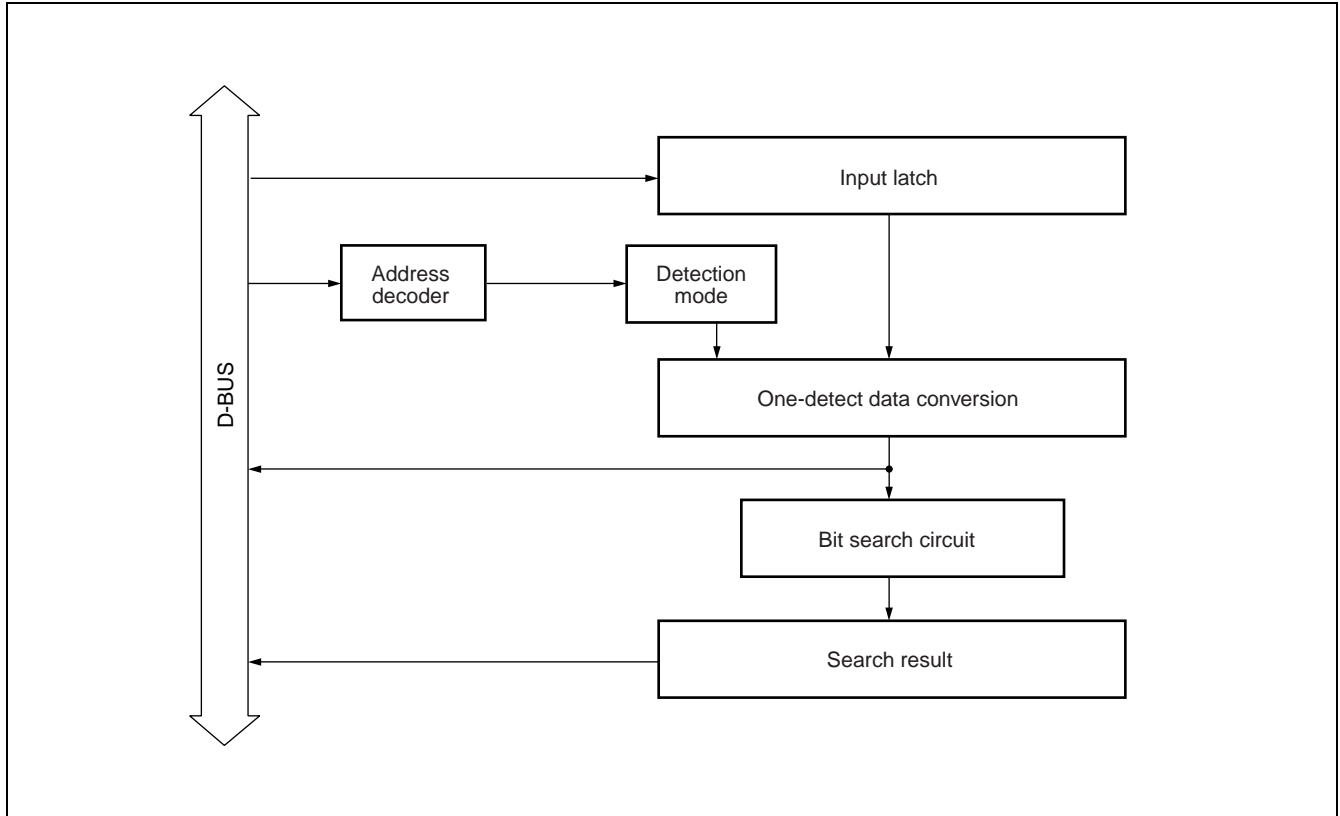 Input latch
Address
decoder
Detection
mode
D-BUS
One-detect data conversion
Bit search circuit
Search result